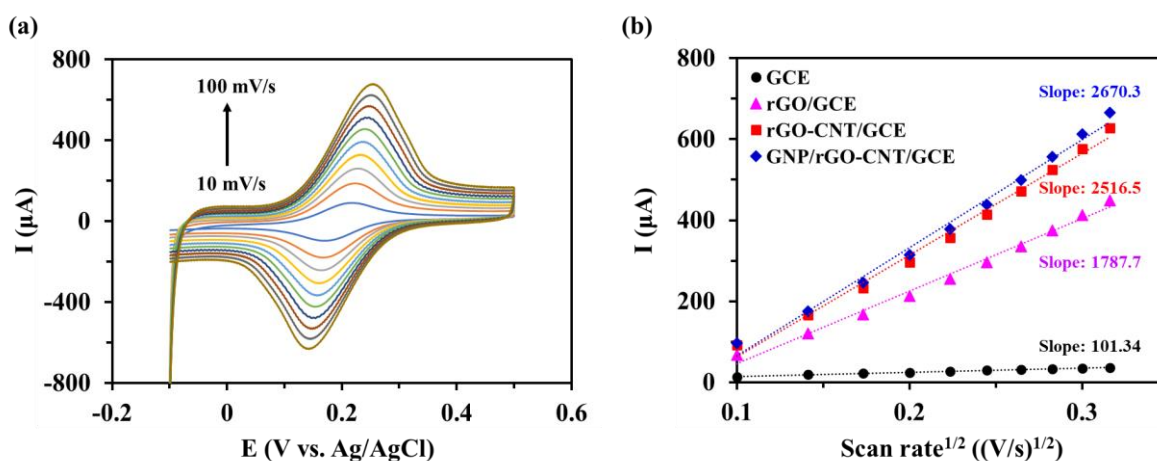 (a)
800
400
0
-400
-800
I (µA)
100 mV/s
10 mV/s
-0.2
0
0.2
0.4
0.6
E (V vs. Ag/AgCl)
(b)
800
600
400
200
0
I (µA)
GCE
rGO/GCE
rGO-CNT/GCE
GNP/rGO-CNT/GCE
Slope: 2670.3
Slope: 2516.5
Slope: 1787.7
Slope: 101.34
0.1
0.2
0.3
Scan rate^1/2 ((V/s)^1/2)